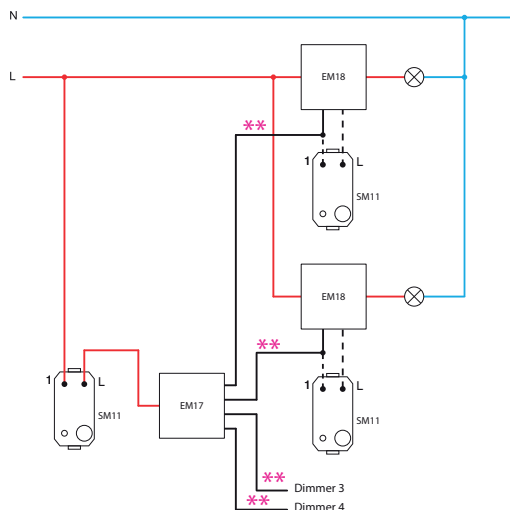 N
L
EM18
**
1 L
SM11
EM18
**
1 L
SM11
1 L
SM11
EM17
**
Dimmer 3
**
Dimmer 4